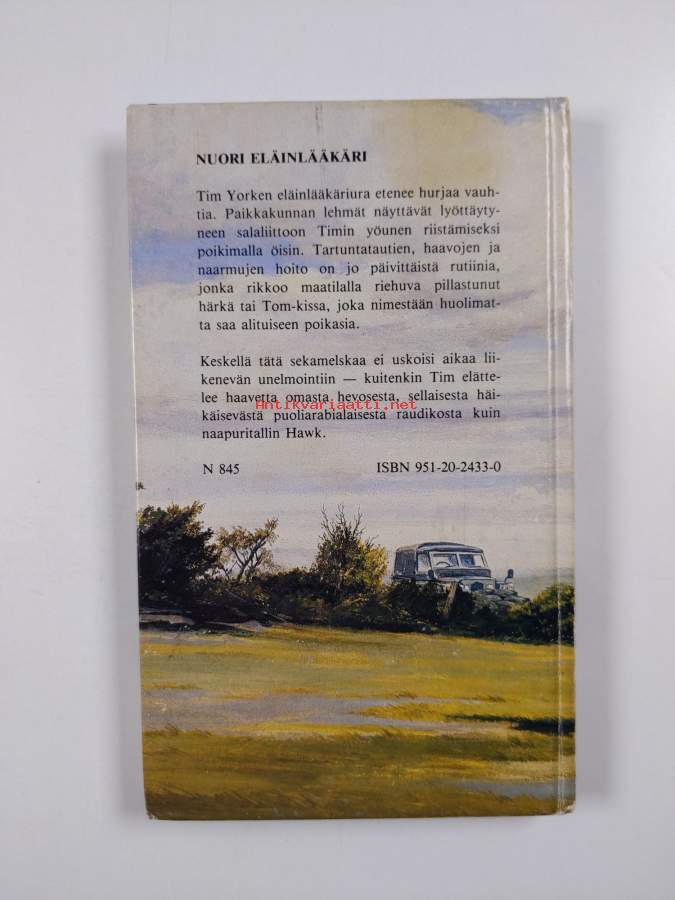 NUORI ELÄINLÄÄKÄRI
Tim Yorken eläinlääkäriura etenee hurjaa vauh-
tia. Paikkakunnan lehmät näyttävät lyöttäyty-
neen salaliittoon Timin yöunen riistämiseksi
poikimalla öisin. Tartuntatautien, haavojen ja
naarmujen hoito on jo päivittäistä rutiinia,
jonka rikkoo maatilalla riehuva pillastunut
härkä tai Tom-kissa, joka nimestään huolimat-
ta saa alituiseen poikasia.
Keskellä tätä sekamelskaa ei uskoisi aikaa lii-
kenevän unelmointiin — kuitenkin Tim elätte-
lee haavetta omasta hevosesta, sellaisesta häi-
käisevästä puoliarabialaisesta raudikosta kuin
naapuritallin Hawk.
Antikvariaatti.net
N 845 ISBN 951-20-2433-0